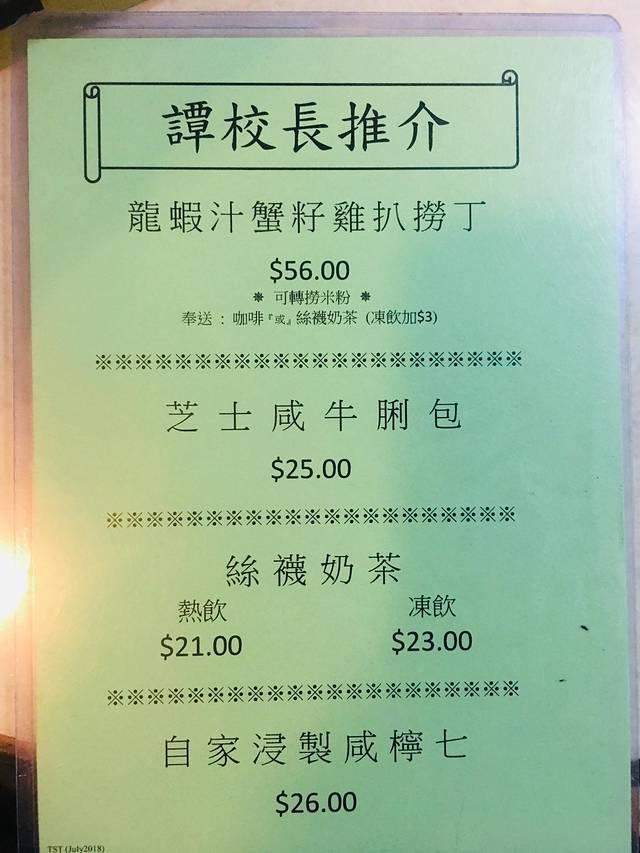 譚校長推介
龍蝦汁蟹籽雞扒撈丁
$56.00
* 可轉撈米粉 *
奉送 : 咖啡『或』絲襪奶茶 (凍飲加$3)
※※※※※※※※※※※※※※※※※※※※※※
芝士咸牛脷包
$25.00
※※※※※※※※※※※※※※※※※※※※※
絲襪奶茶
熱飲 凍飲
$21.00 $23.00
※※※※※※※※※※※※※※※※※※※※※
自家浸製咸檸七
$26.00
TST (July2018)